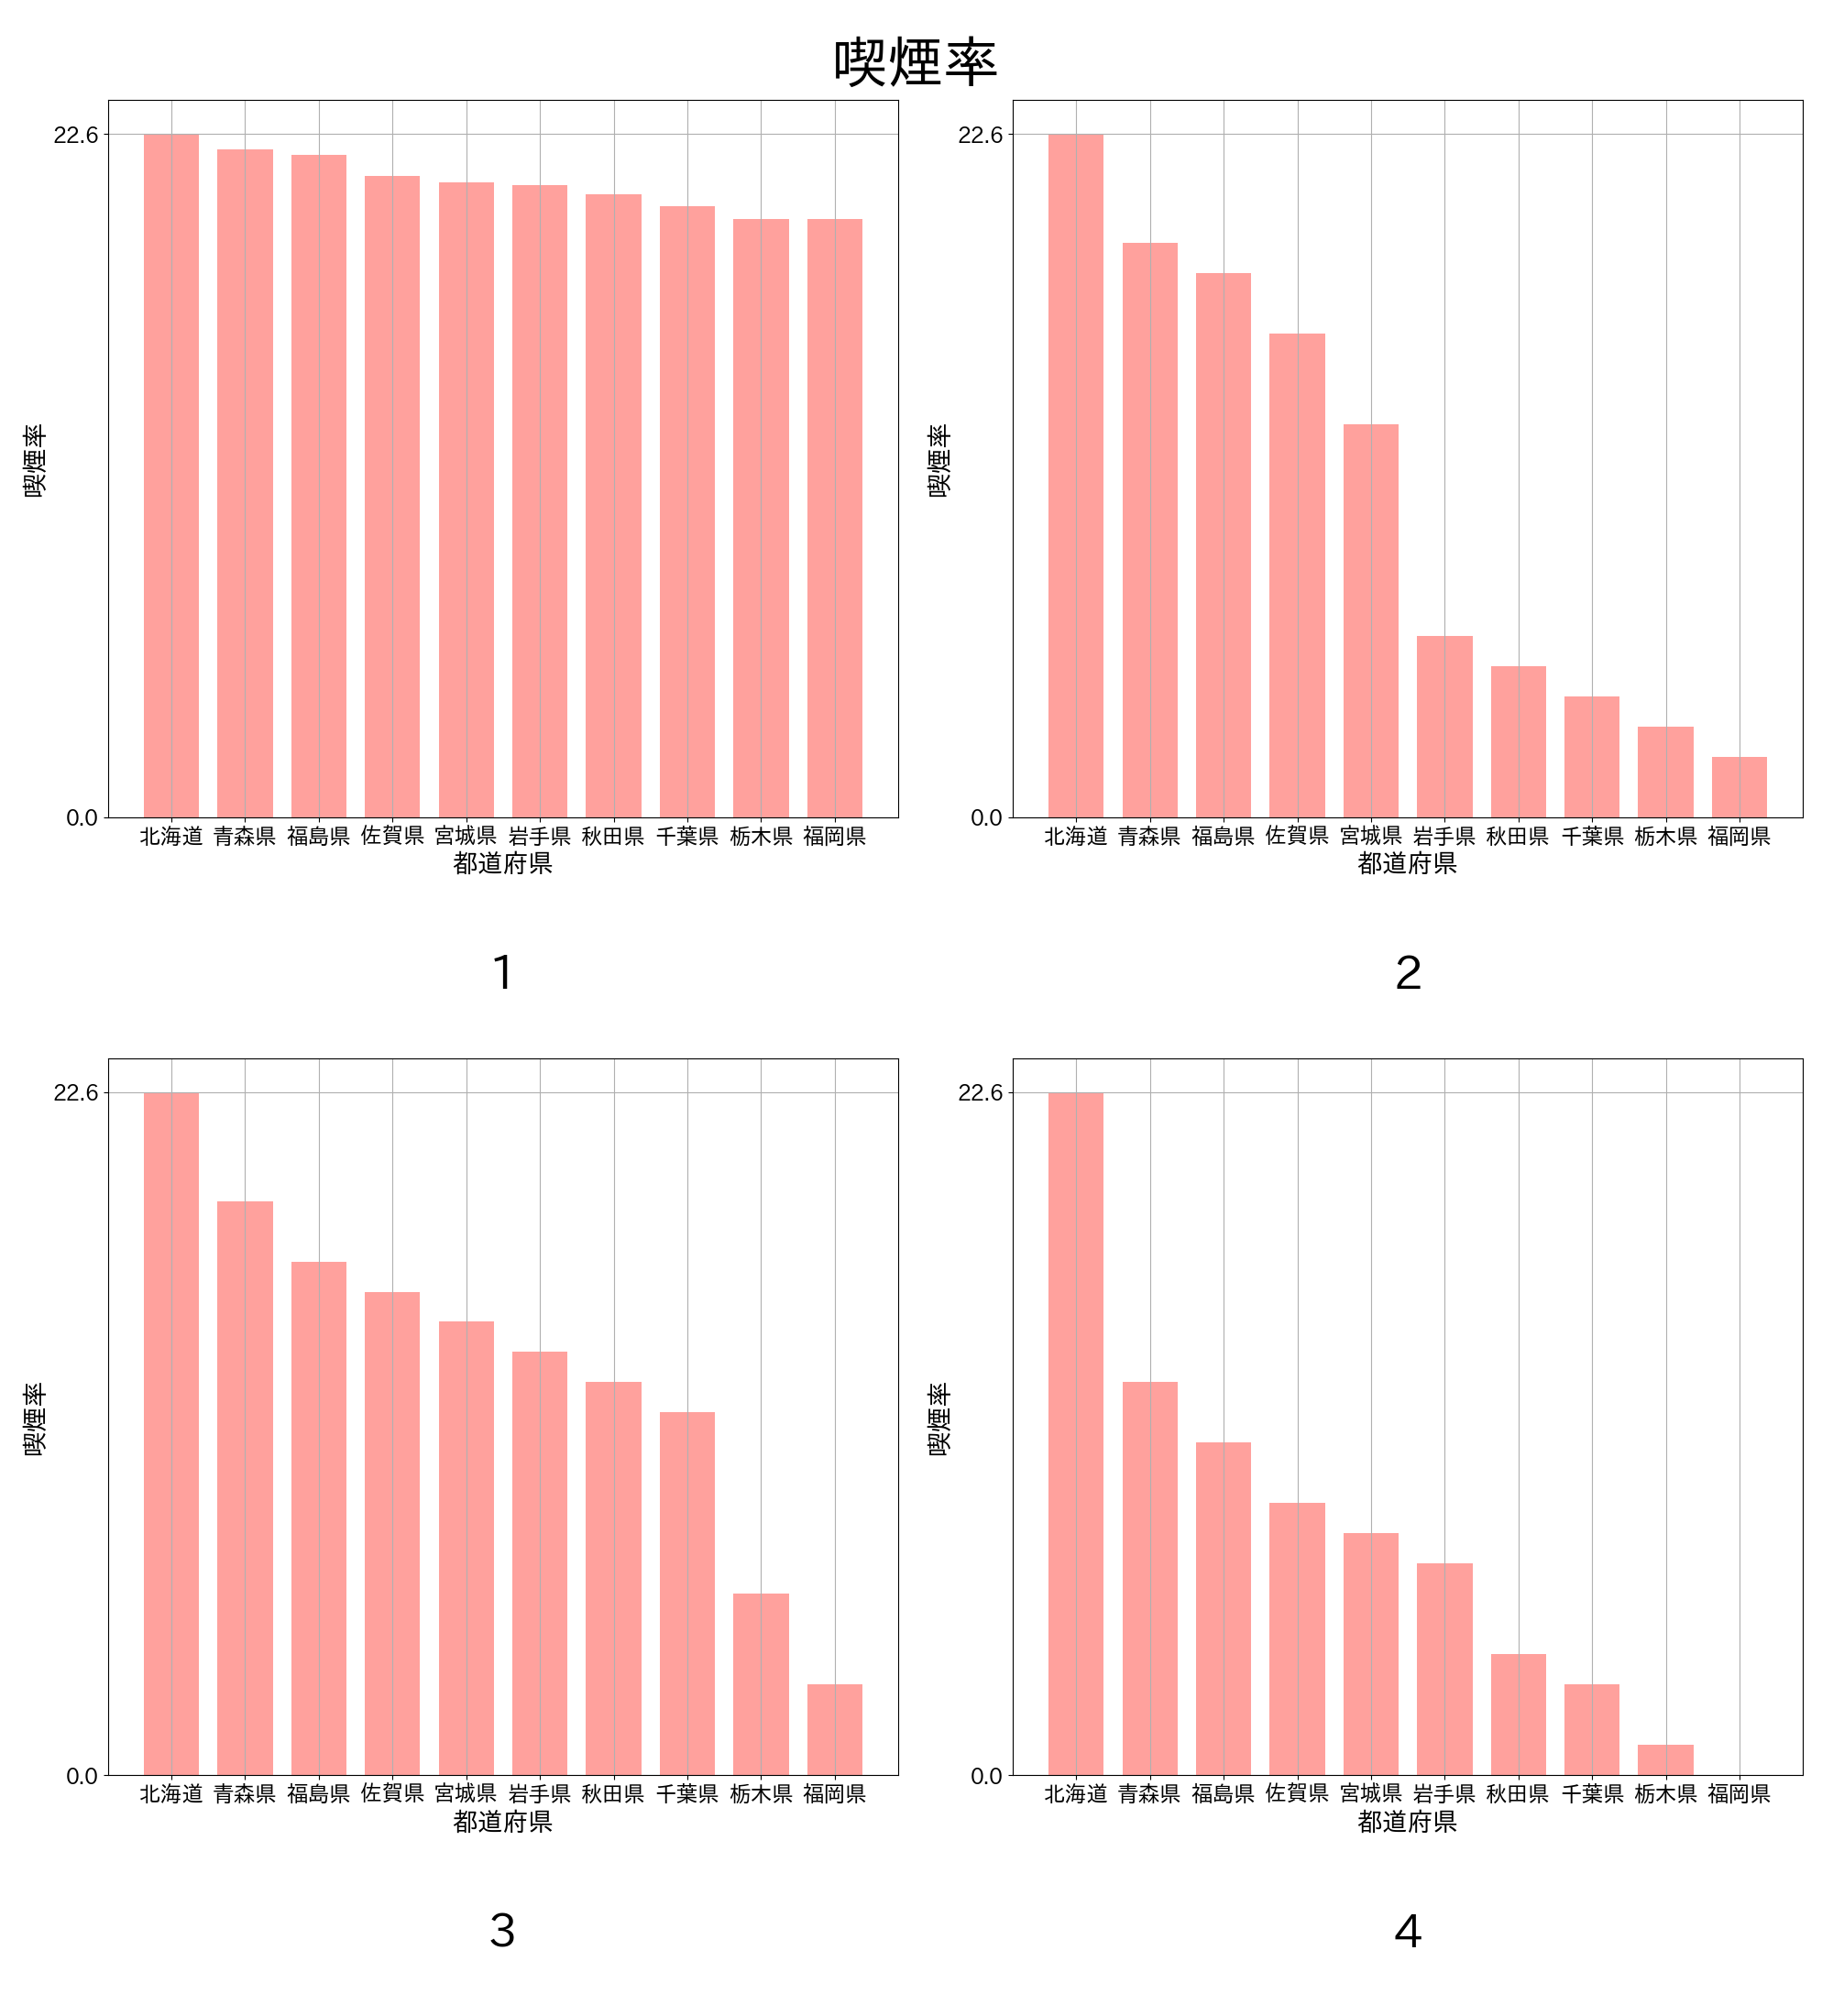 喫煙率
22.6
0.0
喫煙率
北海道 青森県 福島県 佐賀県 宮城県 岩手県 秋田県 千葉県 栃木県 福岡県
都道府県
1
22.6
0.0
喫煙率
北海道 青森県 福島県 佐賀県 宮城県 岩手県 秋田県 千葉県 栃木県 福岡県
都道府県
2
22.6
0.0
喫煙率
北海道 青森県 福島県 佐賀県 宮城県 岩手県 秋田県 千葉県 栃木県 福岡県
都道府県
3
22.6
0.0
喫煙率
北海道 青森県 福島県 佐賀県 宮城県 岩手県 秋田県 千葉県 栃木県 福岡県
都道府県
4